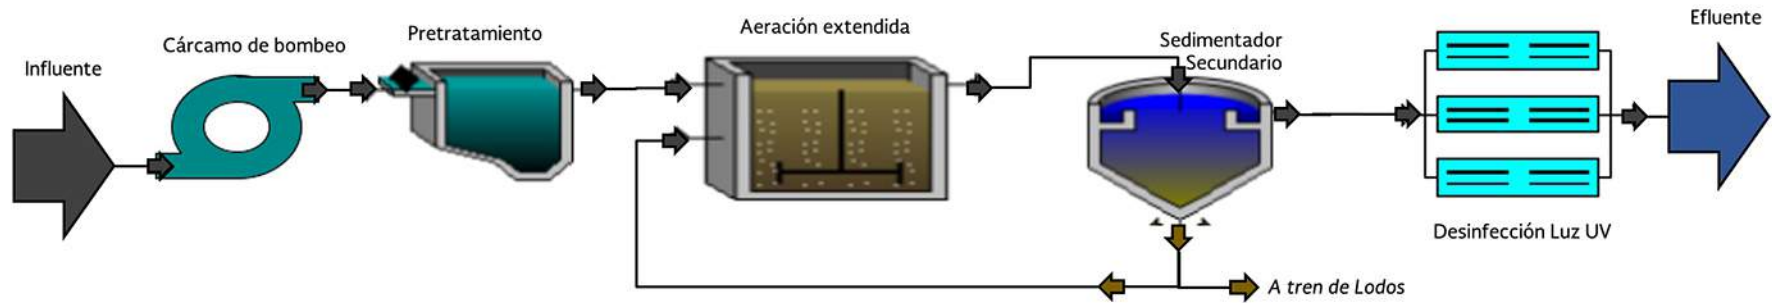 Influente
Cárcamo de bombeo
Pretratamiento
Aeración extendida
Sedimentador
Secundario
Desinfección Luz UV
Efluente
A tren de Lodos